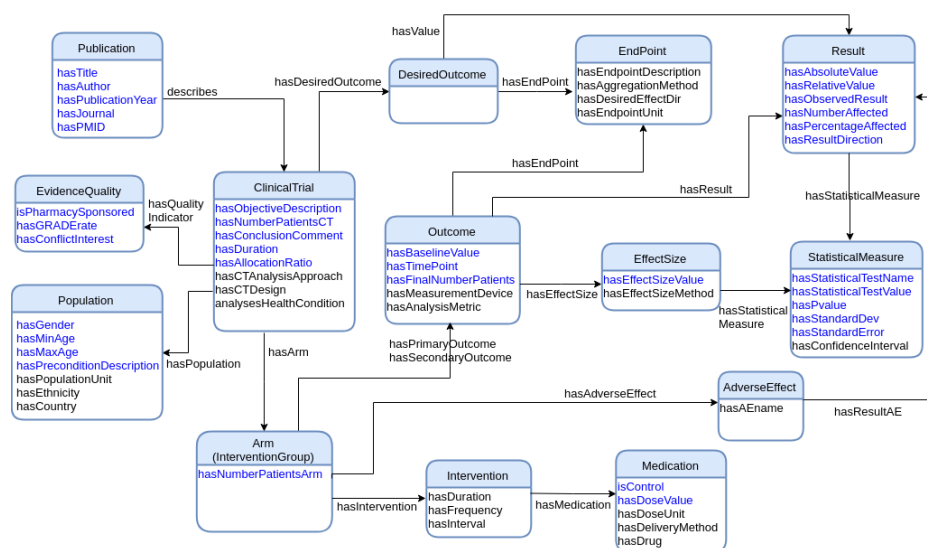 Publication
hasTitle
hasAuthor
hasPublicationYear
hasJournal
hasPMID
describes
hasDesiredOutcome
hasValue
DesiredOutcome
hasEndPoint
EndPoint
hasEndpointDescription
hasAggregationMethod
hasDesiredEffectDir
hasEndpointUnit
Result
hasAbsoluteValue
hasRelativeValue
hasObservedResult
hasNumberAffected
hasPercentageAffected
hasResultDirection
EvidenceQuality
isPharmacySponsored
hasGRADErate
hasConflictInterest
hasQuality
Indicator
ClinicalTrial
hasObjectiveDescription
hasNumberPatientsCT
hasConclusionComment
hasDuration
hasAllocationRatio
hasCTAnalysisApproach
hasCTDesign
analysesHealthCondition
hasEndPoint
hasResult
hasStatisticalMeasure
Outcome
hasBaselineValue
hasTimePoint
hasFinalNumberPatients
hasMeasurementDevice
hasAnalysisMetric
hasEffectSize
EffectSize
hasEffectSizeValue
hasEffectSizeMethod
hasStatistical
Measure
StatisticalMeasure
hasStatisticalTestName
hasStatisticalTestValue
hasPvalue
hasStandardDev
hasStandardError
hasConfidenceInterval
Population
hasGender
hasMinAge
hasMaxAge
hasPreconditionDescription
hasPopulationUnit
hasEthnicity
hasCountry
hasPopulation
hasArm
hasPrimaryOutcome
hasSecondaryOutcome
hasAdverseEffect
AdverseEffect
hasAEname
hasResultAE
Arm
(InterventionGroup)
hasNumberPatientsArm
hasIntervention
Intervention
hasDuration
hasFrequency
hasInterval
hasMedication
Medication
isControl
hasDoseValue
hasDoseUnit
hasDeliveryMethod
hasDrug